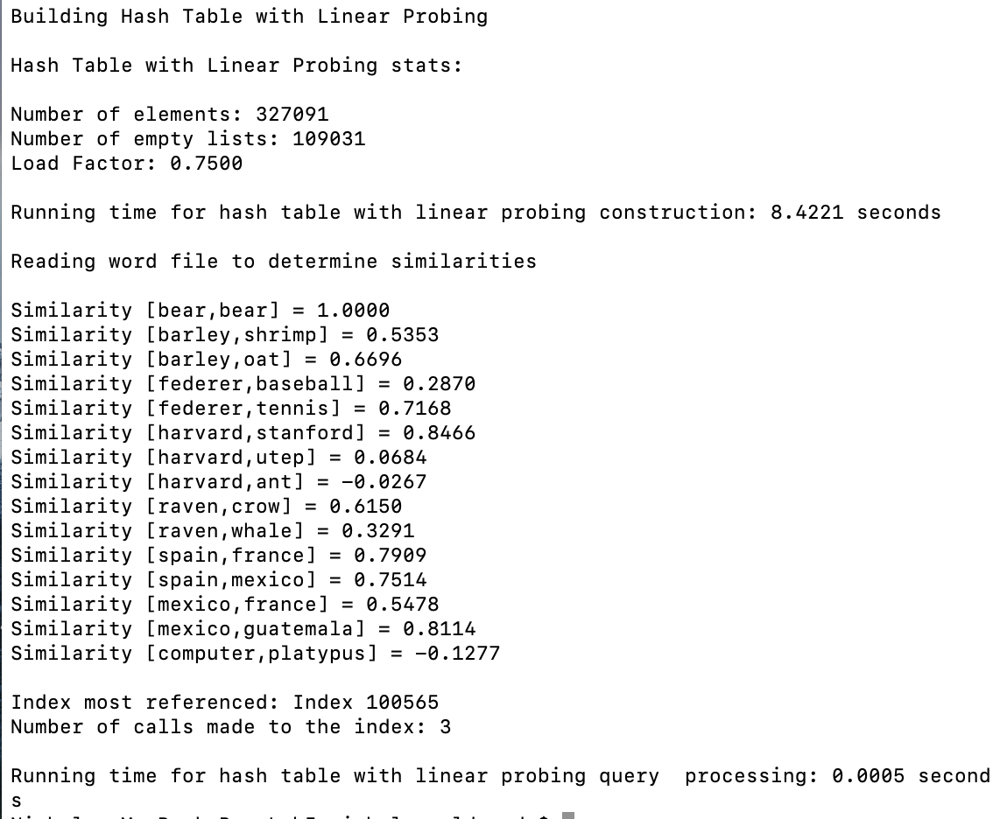 Building Hash Table with Linear Probing
Hash Table with Linear Probing stats:
Number of elements: 327091
Number of empty lists: 109031
Load Factor: 0.7500
Running time for hash table with linear probing construction: 8.4221 seconds
Reading word file to determine similarities
Similarity [bear,bear] = 1.0000
Similarity [barley,shrimp] = 0.5353
Similarity [barley,oat] = 0.6696
Similarity [federer,baseball] = 0.2870
Similarity [federer,tennis] = 0.7168
Similarity [harvard,stanford] = 0.8466
Similarity [harvard,utep] = 0.0684
Similarity [harvard,ant] = -0.0267
Similarity [raven,crow] = 0.6150
Similarity [raven,whale] = 0.3291
Similarity [spain,france] = 0.7909
Similarity [spain,mexico] = 0.7514
Similarity [mexico,france] = 0.5478
Similarity [mexico,guatemala] = 0.8114
Similarity [computer,platypus] = -0.1277
Index most referenced: Index 100565
Number of calls made to the index: 3
Running time for hash table with linear probing query  processing: 0.0005 second
s